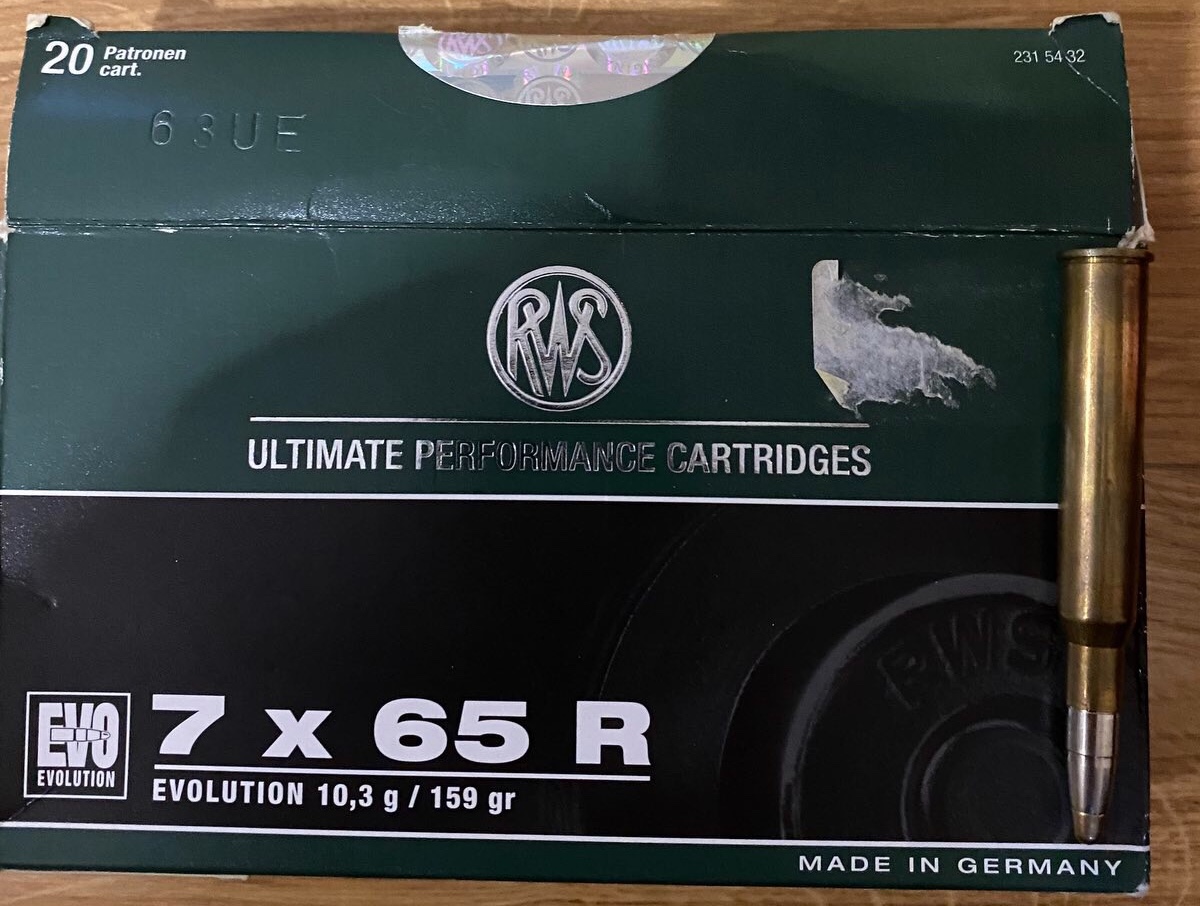 20 Patronen
cart.
231 54 32
63UE
RWS
ULTIMATE PERFORMANCE CARTRIDGES
RWS
EVO
EVOLUTION
7 x 65 R
EVOLUTION 10,3 g / 159 gr
MADE IN GERMANY